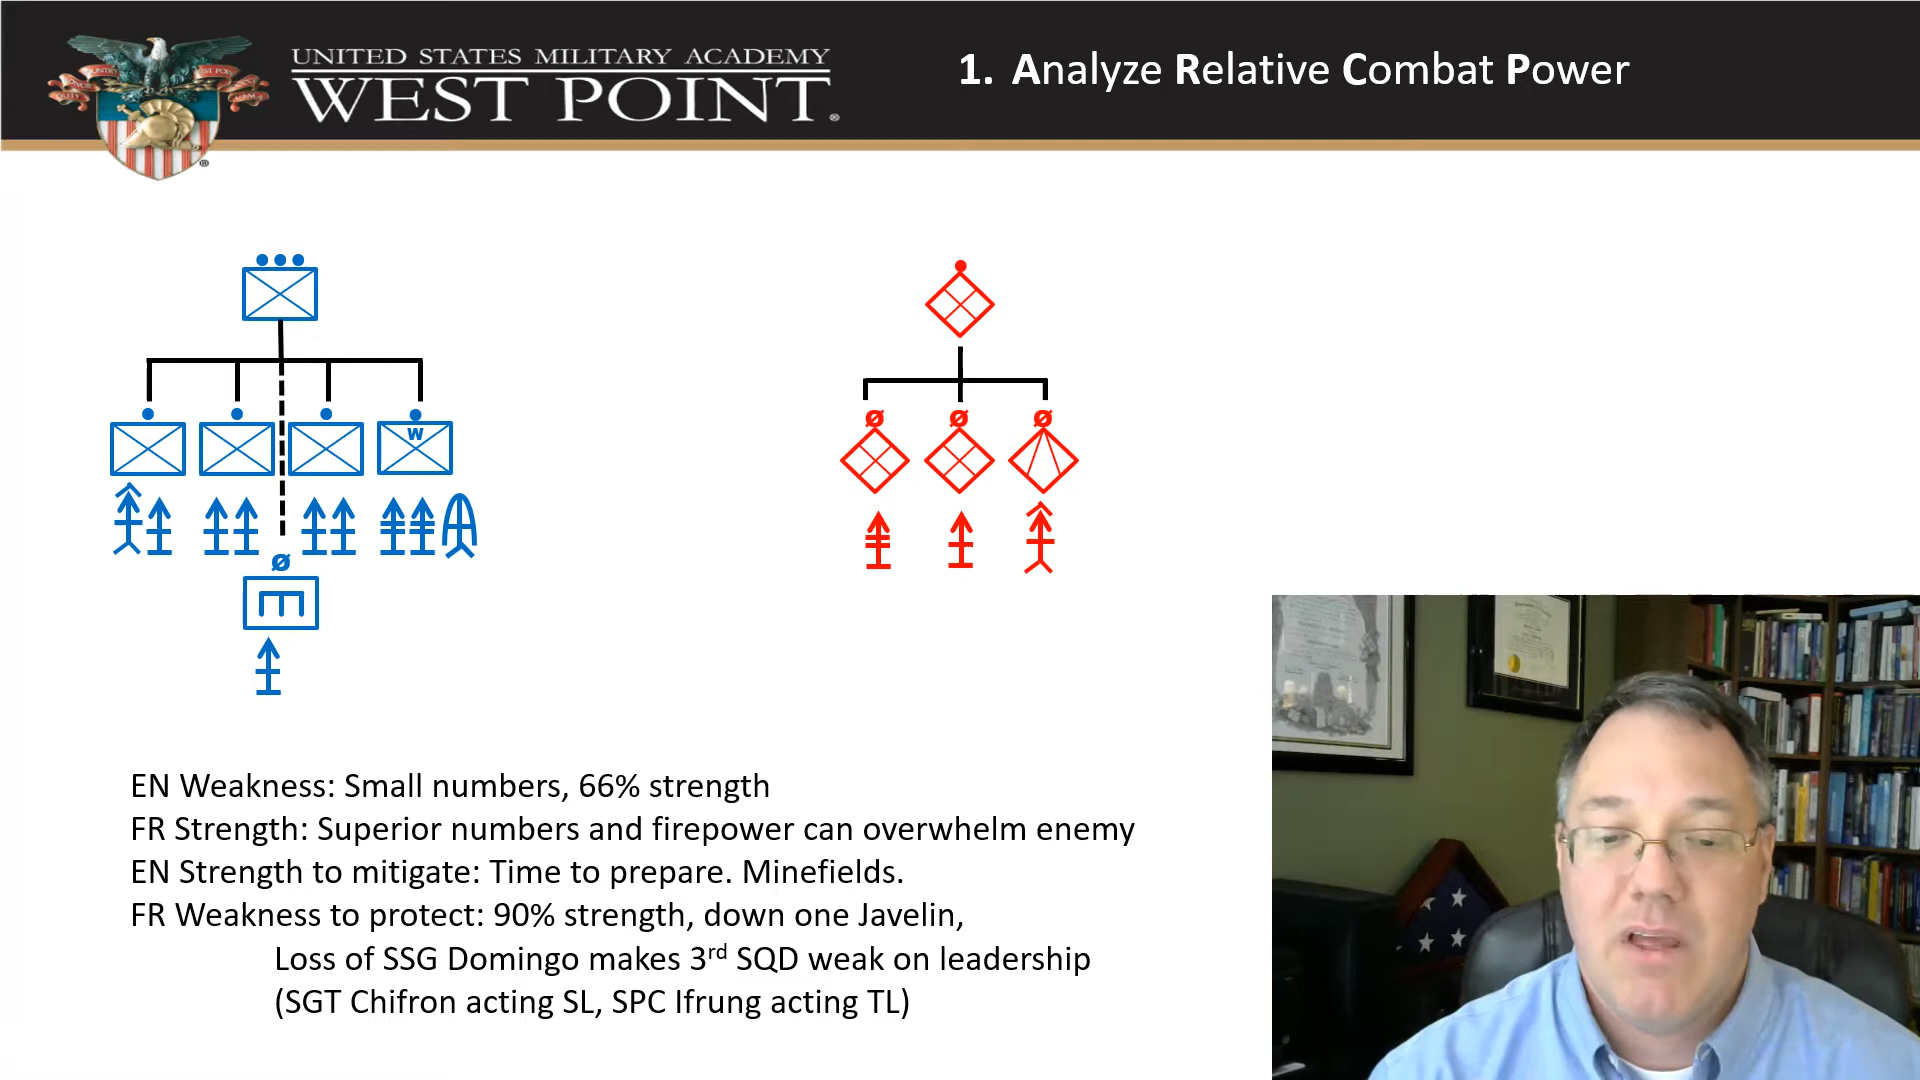 UNITED STATES MILITARY ACADEMY
WEST POINT.®
1. Analyze Relative Combat Power
W
EN Weakness: Small numbers, 66% strength
FR Strength: Superior numbers and firepower can overwhelm enemy
EN Strength to mitigate: Time to prepare. Minefields.
FR Weakness to protect: 90% strength, down one Javelin,
Loss of SSG Domingo makes 3rd SQD weak on leadership
(SGT Chifron acting SL, SPC Ifrung acting TL)